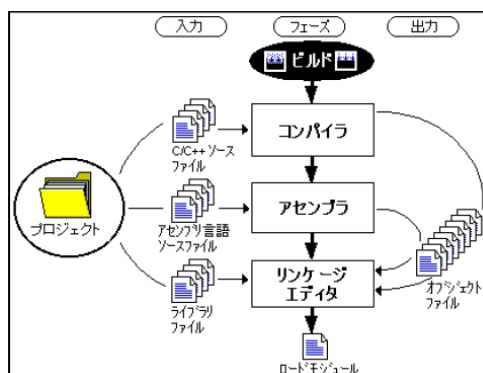 入力
フェーズ
出力
ビルド
コンパイラ
C/C++ ソース
ファイル
プロジェクト
アセンブラ
アセンブリ言語
ソースファイル
リンケージ
エディタ
オブジェクト
ファイル
ライブラリ
ファイル
ロードモジュール